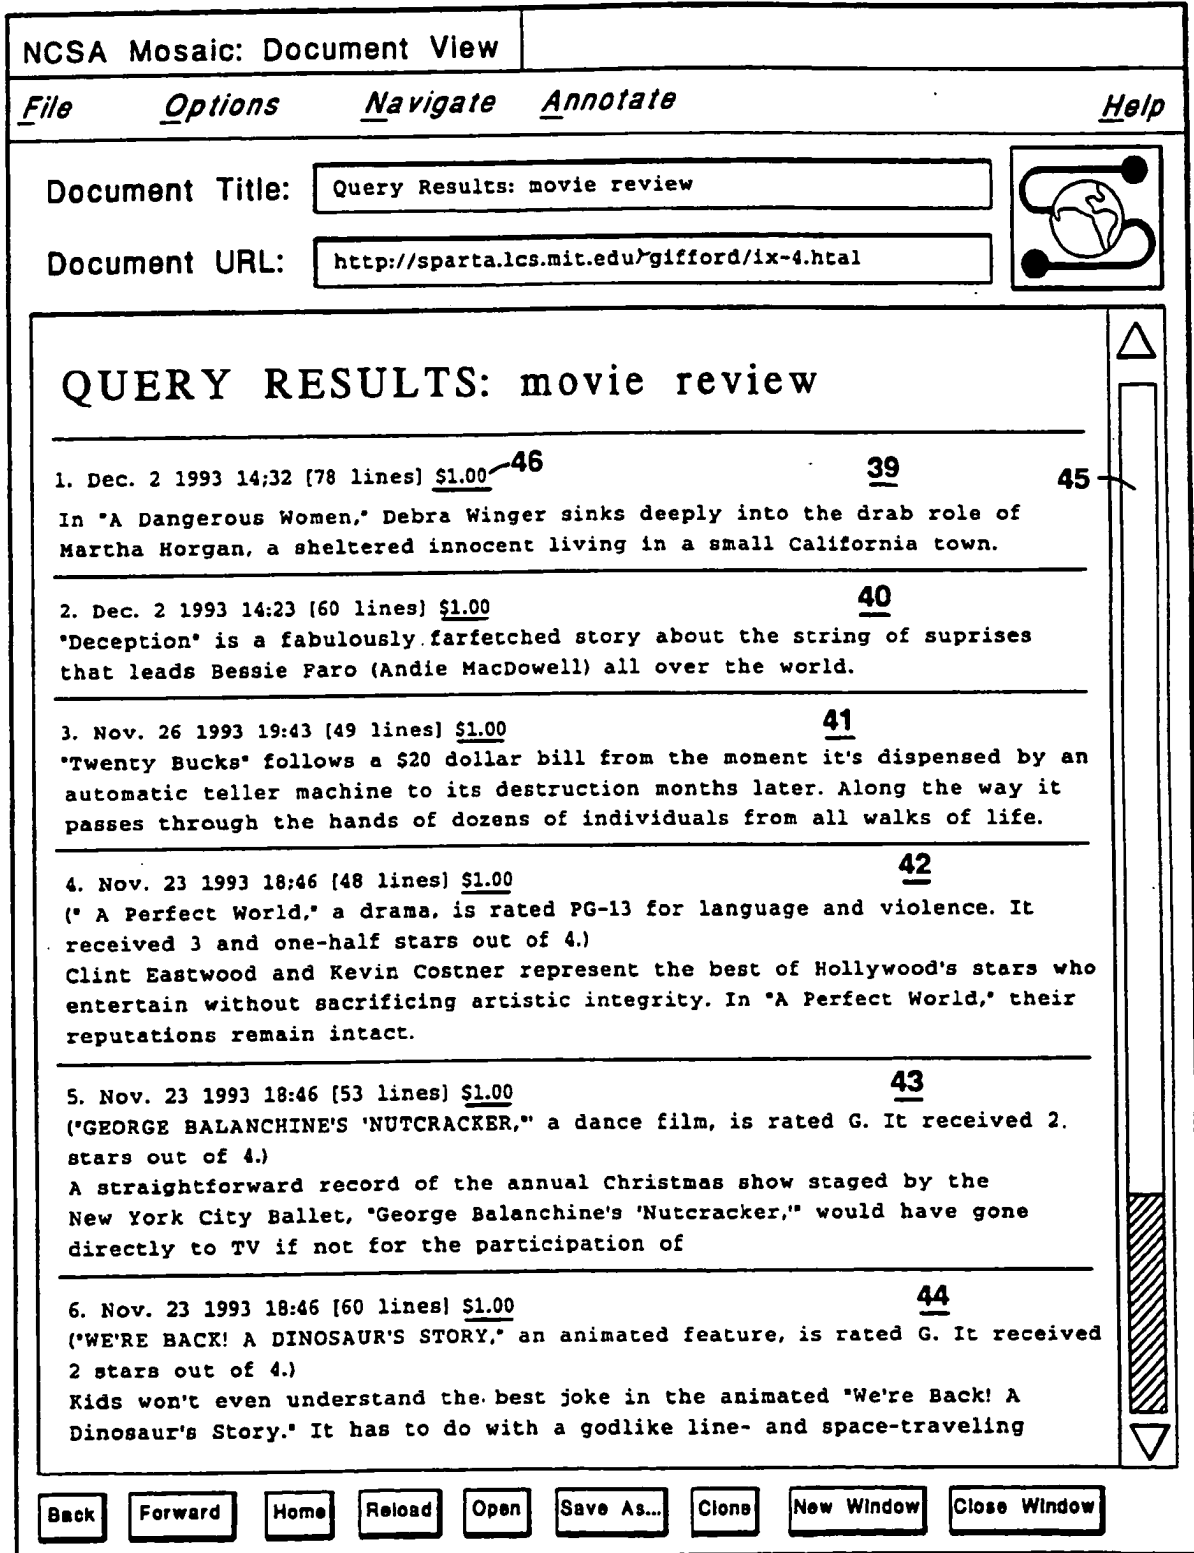 NCSA Mosaic: Document View
File Options Navigate Annotate Help
Document Title: Query Results: movie review
Document URL: http://sparta.lcs.mit.edu/gifford/ix-4.htal
QUERY RESULTS: movie review
1. Dec. 2 1993 14;32 [78 lines] $1.00 46 39 45
In "A Dangerous Women," Debra Winger sinks deeply into the drab role of
Martha Horgan, a sheltered innocent living in a small California town.
2. Dec. 2 1993 14:23 [60 lines] $1.00 40
"Deception" is a fabulously farfetched story about the string of suprises
that leads Bessie Faro (Andie MacDowell) all over the world.
3. Nov. 26 1993 19:43 [49 lines] $1.00 41
"Twenty Bucks" follows a $20 dollar bill from the moment it's dispensed by an
automatic teller machine to its destruction months later. Along the way it
passes through the hands of dozens of individuals from all walks of life.
4. Nov. 23 1993 18;46 [48 lines] $1.00 42
(" A Perfect World," a drama, is rated PG-13 for language and violence. It
received 3 and one-half stars out of 4.)
Clint Eastwood and Kevin Costner represent the best of Hollywood's stars who
entertain without sacrificing artistic integrity. In "A Perfect World," their
reputations remain intact.
5. Nov. 23 1993 18:46 [53 lines] $1.00 43
("GEORGE BALANCHINE'S 'NUTCRACKER,'" a dance film, is rated G. It received 2.
stars out of 4.)
A straightforward record of the annual Christmas show staged by the
New York City Ballet, "George Balanchine's 'Nutcracker,'" would have gone
directly to TV if not for the participation of
6. Nov. 23 1993 18:46 [60 lines] $1.00 44
("WE'RE BACK! A DINOSAUR'S STORY," an animated feature, is rated G. It received
2 stars out of 4.)
Kids won't even understand the best joke in the animated "We're Back! A
Dinosaur's Story." It has to do with a godlike line- and space-traveling
Back Forward Home Reload Open Save As... Clone New Window Close Window